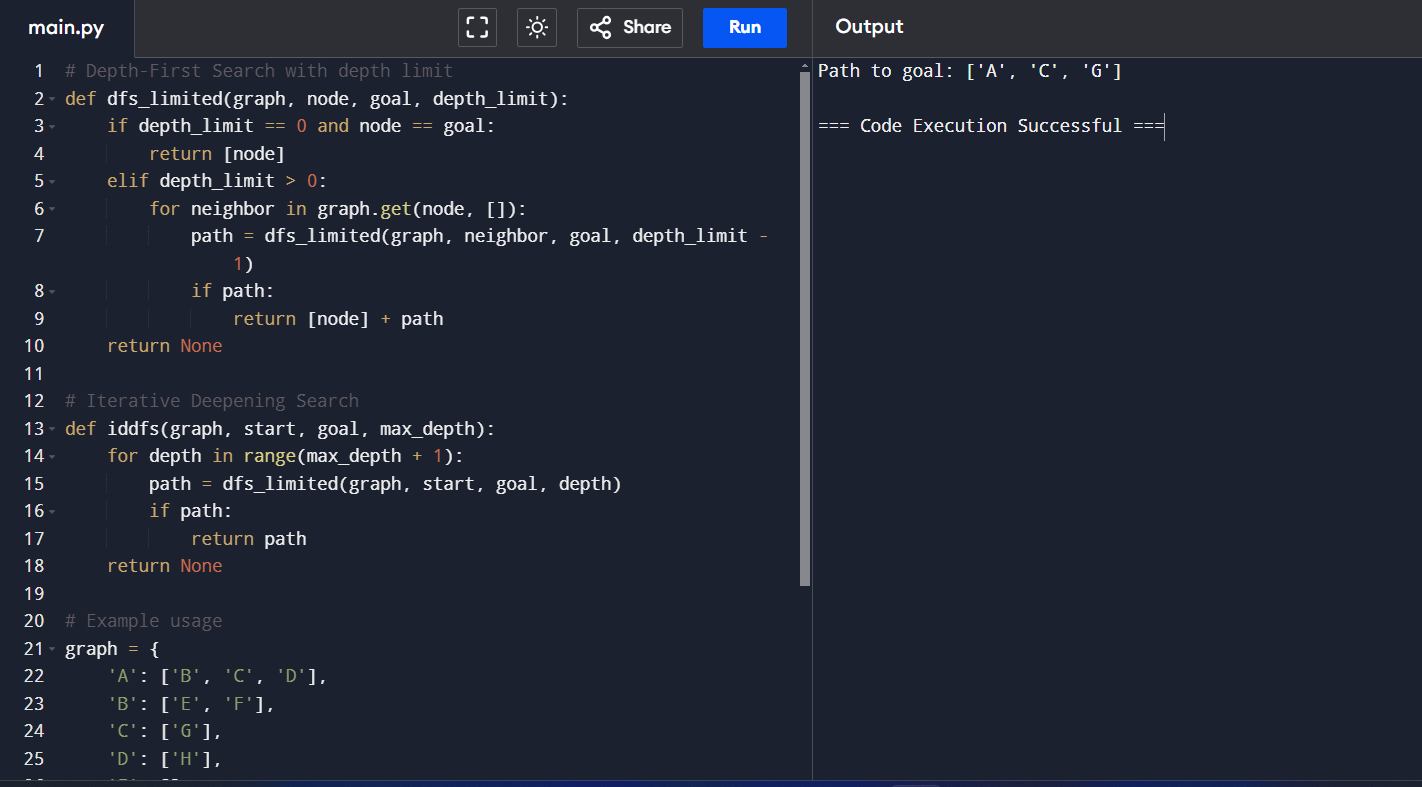 main.py
Share
Run
Output
1 # Depth-First Search with depth limit
2 def dfs_limited(graph, node, goal, depth_limit):
3     if depth_limit == 0 and node == goal:
4         return [node]
5     elif depth_limit > 0:
6         for neighbor in graph.get(node, []):
7             path = dfs_limited(graph, neighbor, goal, depth_limit -
                1)
8             if path:
9                 return [node] + path
10     return None
11
12 # Iterative Deepening Search
13 def iddfs(graph, start, goal, max_depth):
14     for depth in range(max_depth + 1):
15         path = dfs_limited(graph, start, goal, depth)
16         if path:
17             return path
18     return None
19
20 # Example usage
21 graph = {
22     'A': ['B', 'C', 'D'],
23     'B': ['E', 'F'],
24     'C': ['G'],
25     'D': ['H'],
Path to goal: ['A', 'C', 'G']
=== Code Execution Successful ===